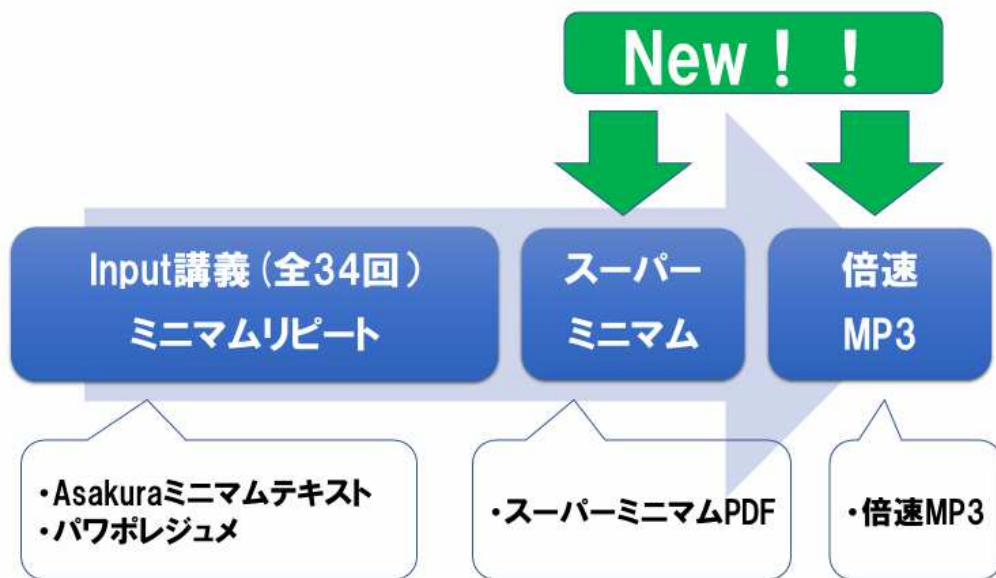 New！！
Input講義（全34回）
ミニマムリピート
スーパー
ミニマム
倍速
MP3
・Asakuraミニマムテキスト
・パワポレジュメ
・スーパーミニマムPDF
・倍速MP3